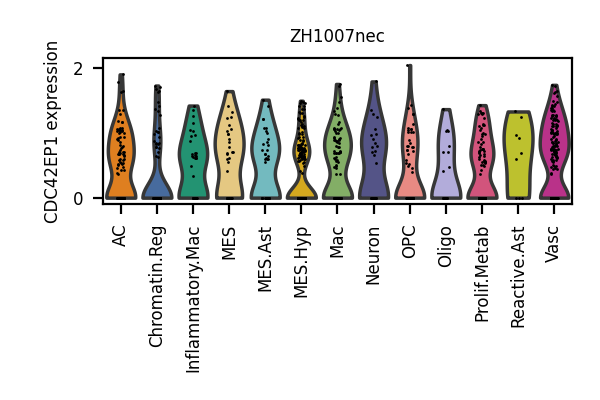 ZH1007nec
CDC42EP1 expression
2
0
AC
Chromatin.Reg
Inflammatory.Mac
MES
MES.Ast
MES.Hyp
Mac
Neuron
OPC
Oligo
Prolif.Metab
Reactive.Ast
Vasc